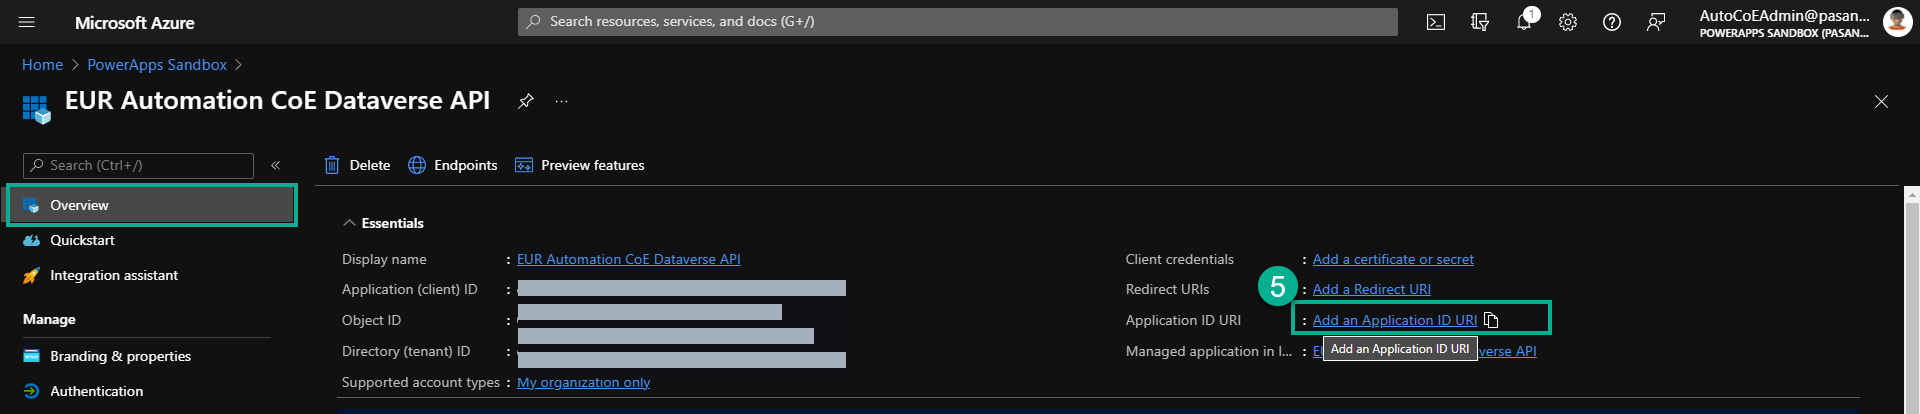 Microsoft Azure
Search resources, services, and docs (G+/)
1
AutoCoEAdmin@pasan...
POWERAPPS SANDBOX (PASAN...
Home > PowerApps Sandbox >
EUR Automation CoE Dataverse API
...
Search (Ctrl+/)
«
Delete
Endpoints
Preview features
Overview
Quickstart
Integration assistant
Manage
Branding & properties
Authentication
Essentials
Display name : EUR Automation CoE Dataverse API
Application (client) ID :
Object ID :
Directory (tenant) ID :
Supported account types : My organization only
Client credentials : Add a certificate or secret
5
Redirect URIs : Add a Redirect URI
Application ID URI : Add an Application ID URI
Add an Application ID URI
Managed application in l... : verse API